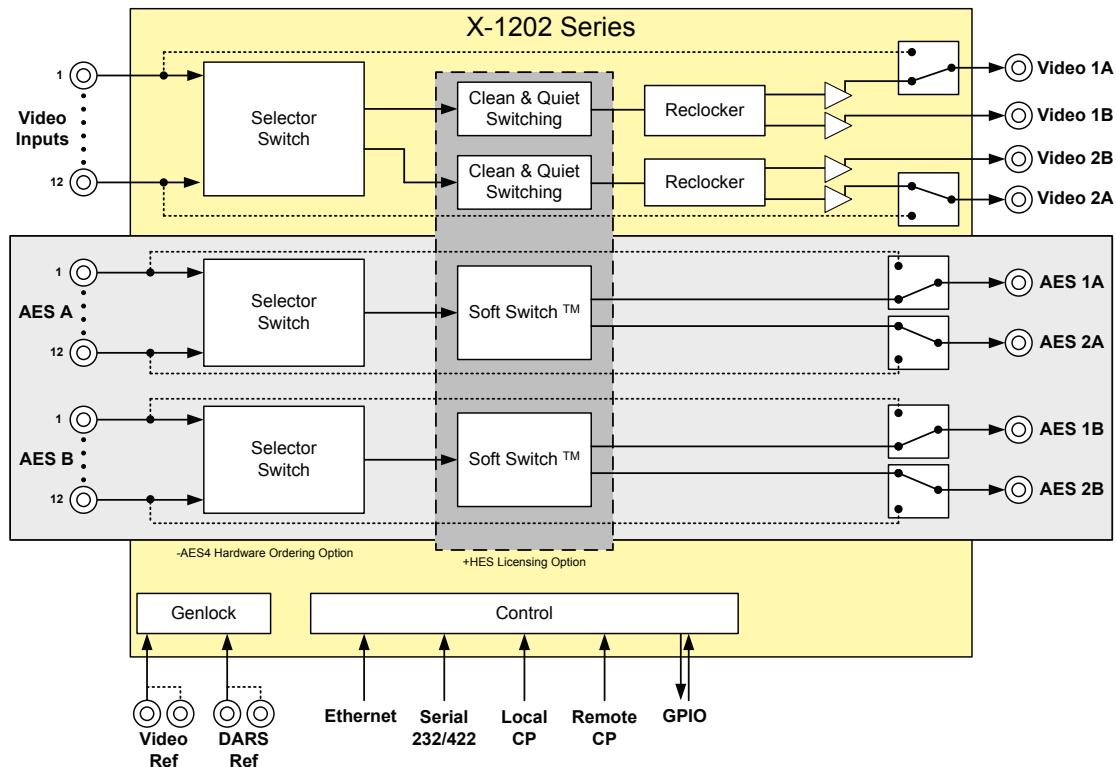 X-1202 Series
1
Video
Inputs
12
Selector
Switch
Clean & Quiet
Switching
Reclocker
Clean & Quiet
Switching
Reclocker
Video 1A
Video 1B
Video 2B
Video 2A
1
AES A
12
Selector
Switch
Soft Switch TM
AES 1A
AES 2A
1
AES B
12
Selector
Switch
Soft Switch TM
AES 1B
AES 2B
-AES4 Hardware Ordering Option
+HES Licensing Option
Genlock
Control
Video
Ref
DARS
Ref
Ethernet
Serial
232/422
Local
CP
Remote
CP
GPIO